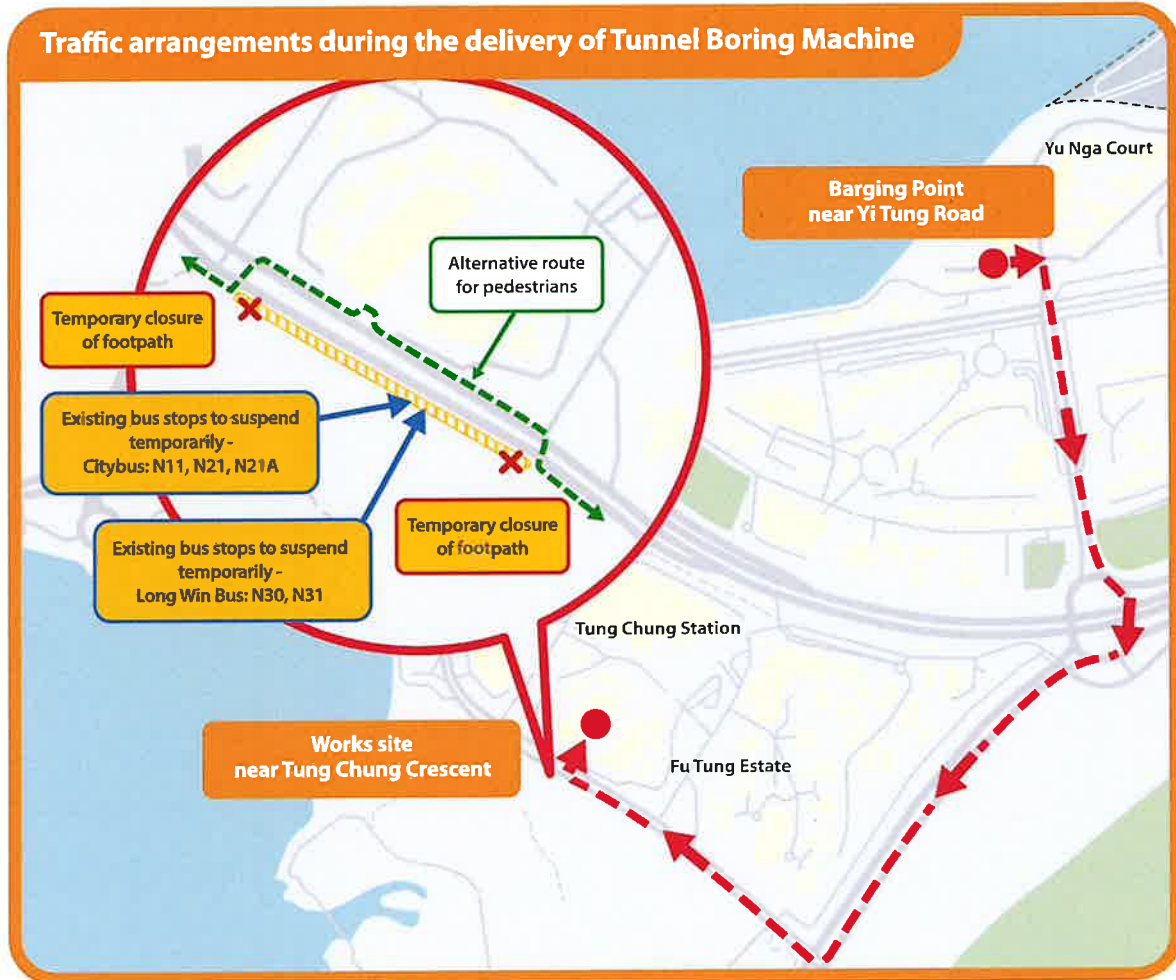 Traffic arrangements during the delivery of Tunnel Boring Machine
Yu Nga Court
Barging Point
near Yi Tung Road
Alternative route
for pedestrians
Temporary closure
of footpath
Existing bus stops to suspend
temporarily -
Citybus: N11, N21, N21A
Temporary closure
of footpath
Existing bus stops to suspend
temporarily -
Long Win Bus: N30, N31
Tung Chung Station
Works site
near Tung Chung Crescent
Fu Tung Estate